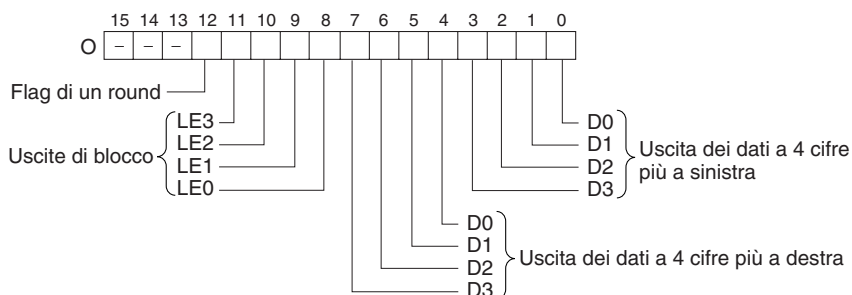 15 14 13 12 11 10 9 8 7 6 5 4 3 2 1 0
O – – –
Flag di un round
LE3
LE2
LE1
LE0
Uscite di blocco
D0
D1
D2
D3
Uscita dei dati a 4 cifre
più a sinistra
D0
D1
D2
D3
Uscita dei dati a 4 cifre più a destra